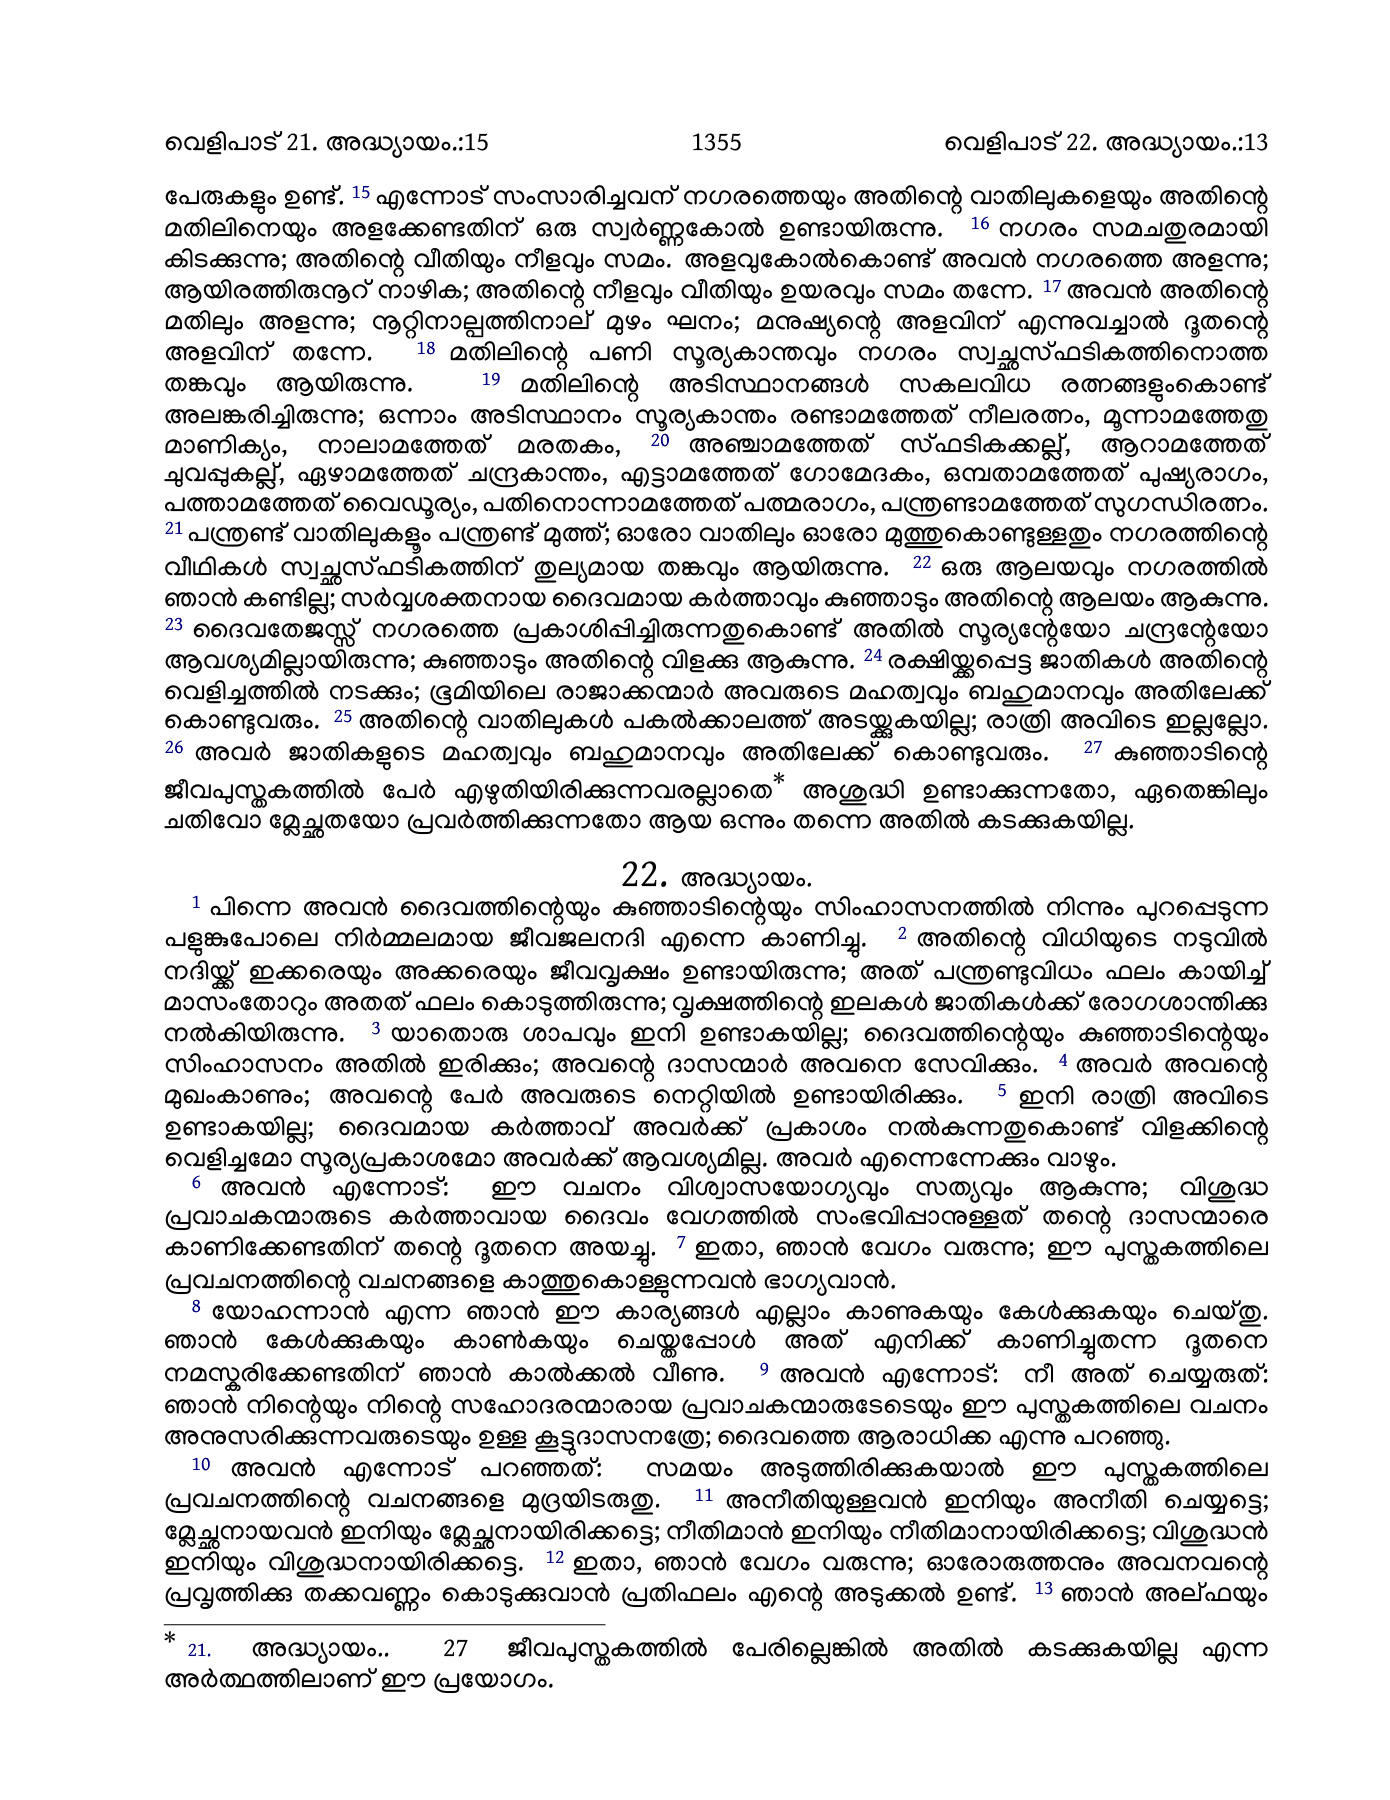 വെളിപാട് 21. അദ്ധ്യായം.:15 1355 വെളിപാട് 22. അദ്ധ്യായം.:13
പേരുകളും ഉണ്ട്. 15 എന്നോട് സംസാരിച്ചവന് നഗരത്തെയും അതിന്റെ വാതിലുകളെയും അതിന്റെ
മതിലിനെയും അളക്കേണ്ടതിന് ഒരു സ്വർണ്ണകോൽ ഉണ്ടായിരുന്നു. 16 നഗരം സമചതുരമായി
കിടക്കുന്നു; അതിന്റെ വീതിയും നീളവും സമം. അളവുകോൽകൊണ്ട് അവൻ നഗരത്തെ അളന്നു;
ആയിരത്തിരുനൂറ് നാഴിക; അതിന്റെ നീളവും വീതിയും ഉയരവും സമം തന്നേ. 17 അവൻ അതിന്റെ
മതിലും അളന്നു; നൂറ്റിനാല്പത്തിനാല് മുഴം ഘനം; മനുഷ്യന്റെ അളവിന് എന്നുവച്ചാൽ ദൂതന്റെ
അളവിന് തന്നേ. 18 മതിലിന്റെ പണി സൂര്യകാന്തവും നഗരം സ്വച്ഛസ്ഫടികത്തിനൊത്ത
തങ്കവും ആയിരുന്നു. 19 മതിലിന്റെ അടിസ്ഥാനങ്ങൾ സകലവിധ രത്നങ്ങളുംകൊണ്ട്
അലങ്കരിച്ചിരുന്നു; ഒന്നാം അടിസ്ഥാനം സൂര്യകാന്തം രണ്ടാമത്തേത് നീലരത്നം, മൂന്നാമത്തേതു
മാണിക്യം, നാലാമത്തേത് മരതകം, 20 അഞ്ചാമത്തേത് സ്ഫടികക്കല്ല്, ആറാമത്തേത്
ചുവപ്പുകല്ല്, ഏഴാമത്തേത് ചന്ദ്രകാന്തം, എട്ടാമത്തേത് ഗോമേദകം, ഒമ്പതാമത്തേത് പുഷ്യരാഗം,
പത്താമത്തേത് വൈഡൂര്യം, പതിനൊന്നാമത്തേത് പത്മരാഗം, പന്ത്രണ്ടാമത്തേത് സുഗന്ധിരത്നം.
21 പന്ത്രണ്ട് വാതിലുകളൂം പന്ത്രണ്ട് മുത്ത്; ഓരോ വാതിലും ഓരോ മുത്തുകൊണ്ടുള്ളതും നഗരത്തിന്റെ
വീഥികൾ സ്വച്ഛസ്ഫടികത്തിന് തുല്യമായ തങ്കവും ആയിരുന്നു. 22 ഒരു ആലയവും നഗരത്തിൽ
ഞാൻ കണ്ടില്ല; സർവ്വശക്തനായ ദൈവമായ കർത്താവും കുഞ്ഞാടും അതിന്റെ ആലയം ആകുന്നു.
23 ദൈവതേജസ്സ് നഗരത്തെ പ്രകാശിപ്പിച്ചിരുന്നതുകൊണ്ട് അതിൽ സൂര്യന്റേയോ ചന്ദ്രന്റേയോ
ആവശ്യമില്ലായിരുന്നു; കുഞ്ഞാടും അതിന്റെ വിളക്കു ആകുന്നു. 24 രക്ഷിയ്ക്കപ്പെട്ട ജാതികൾ അതിന്റെ
വെളിച്ചത്തിൽ നടക്കും; ഭൂമിയിലെ രാജാക്കന്മാർ അവരുടെ മഹത്വവും ബഹുമാനവും അതിലേക്ക്
കൊണ്ടുവരും. 25 അതിന്റെ വാതിലുകൾ പകൽക്കാലത്ത് അടയ്ക്കുകയില്ല; രാത്രി അവിടെ ഇല്ലല്ലോ.
26 അവർ ജാതികളുടെ മഹത്വവും ബഹുമാനവും അതിലേക്ക് കൊണ്ടുവരും. 27 കുഞ്ഞാടിന്റെ
ജീവപുസ്തകത്തിൽ പേർ എഴുതിയിരിക്കുന്നവരല്ലാതെ* അശുദ്ധി ഉണ്ടാക്കുന്നതോ, ഏതെങ്കിലും
ചതിവോ മ്ലേച്ഛതയോ പ്രവർത്തിക്കുന്നതോ ആയ ഒന്നും തന്നെ അതിൽ കടക്കുകയില്ല.
22. അദ്ധ്യായം.
1 പിന്നെ അവൻ ദൈവത്തിന്റെയും കുഞ്ഞാടിന്റെയും സിംഹാസനത്തിൽ നിന്നും പുറപ്പെടുന്ന
പളുങ്കുപോലെ നിർമ്മലമായ ജീവജലനദി എന്നെ കാണിച്ചു. 2 അതിന്റെ വിധിയുടെ നടുവിൽ
നദിയ്ക്ക് ഇക്കരെയും അക്കരെയും ജീവവൃക്ഷം ഉണ്ടായിരുന്നു; അത് പന്ത്രണ്ടുവിധം ഫലം കായിച്ച്
മാസംതോറും അതത് ഫലം കൊടുത്തിരുന്നു; വൃക്ഷത്തിന്റെ ഇലകൾ ജാതികൾക്ക് രോഗശാന്തിക്കു
നൽകിയിരുന്നു. 3 യാതൊരു ശാപവും ഇനി ഉണ്ടാകയില്ല; ദൈവത്തിന്റെയും കുഞ്ഞാടിന്റെയും
സിംഹാസനം അതിൽ ഇരിക്കും; അവന്റെ ദാസന്മാർ അവനെ സേവിക്കും. 4 അവർ അവന്റെ
മുഖംകാണും; അവന്റെ പേർ അവരുടെ നെറ്റിയിൽ ഉണ്ടായിരിക്കും. 5 ഇനി രാത്രി അവിടെ
ഉണ്ടാകയില്ല; ദൈവമായ കർത്താവ് അവർക്ക് പ്രകാശം നൽകുന്നതുകൊണ്ട് വിളക്കിന്റെ
വെളിച്ചമോ സൂര്യപ്രകാശമോ അവർക്ക് ആവശ്യമില്ല. അവർ എന്നെന്നേക്കും വാഴും.
6 അവൻ എന്നോട്: ഈ വചനം വിശ്വാസയോഗ്യവും സത്യവും ആകുന്നു; വിശുദ്ധ
പ്രവാചകന്മാരുടെ കർത്താവായ ദൈവം വേഗത്തിൽ സംഭവിപ്പാനുള്ളത് തന്റെ ദാസന്മാരെ
കാണിക്കേണ്ടതിന് തന്റെ ദൂതനെ അയച്ചു. 7 ഇതാ, ഞാൻ വേഗം വരുന്നു; ഈ പുസ്തകത്തിലെ
പ്രവചനത്തിന്റെ വചനങ്ങളെ കാത്തുകൊള്ളുന്നവൻ ഭാഗ്യവാൻ.
8 യോഹന്നാൻ എന്ന ഞാൻ ഈ കാര്യങ്ങൾ എല്ലാം കാണുകയും കേൾക്കുകയും ചെയ്തു.
ഞാൻ കേൾക്കുകയും കാൺകയും ചെയ്തപ്പോൾ അത് എനിക്ക് കാണിച്ചുതന്ന ദൂതനെ
നമസ്കരിക്കേണ്ടതിന് ഞാൻ കാൽക്കൽ വീണു. 9 അവൻ എന്നോട്: നീ അത് ചെയ്യരുത്:
ഞാൻ നിന്റെയും നിന്റെ സഹോദരന്മാരായ പ്രവാചകന്മാരുടേടെയും ഈ പുസ്തകത്തിലെ വചനം
അനുസരിക്കുന്നവരുടെയും ഉള്ള കൂട്ടുദാസനത്രേ; ദൈവത്തെ ആരാധിക്ക എന്നു പറഞ്ഞു.
10 അവൻ എന്നോട് പറഞ്ഞത്: സമയം അടുത്തിരിക്കുകയാൽ ഈ പുസ്തകത്തിലെ
പ്രവചനത്തിന്റെ വചനങ്ങളെ മുദ്രയിടരുതു. 11 അനീതിയുള്ളവൻ ഇനിയും അനീതി ചെയ്യട്ടെ;
മ്ലേച്ഛനായവൻ ഇനിയും മ്ലേച്ഛനായിരിക്കട്ടെ; നീതിമാൻ ഇനിയും നീതിമാനായിരിക്കട്ടെ; വിശുദ്ധൻ
ഇനിയും വിശുദ്ധനായിരിക്കട്ടെ. 12 ഇതാ, ഞാൻ വേഗം വരുന്നു; ഓരോരുത്തനും അവനവന്റെ
പ്രവൃത്തിക്കു തക്കവണ്ണം കൊടുക്കുവാൻ പ്രതിഫലം എന്റെ അടുക്കൽ ഉണ്ട്. 13 ഞാൻ അല്ഫയും
* 21. അദ്ധ്യായം.. 27 ജീവപുസ്തകത്തിൽ പേരില്ലെങ്കിൽ അതിൽ കടക്കുകയില്ല എന്ന
അർത്ഥത്തിലാണ് ഈ പ്രയോഗം.